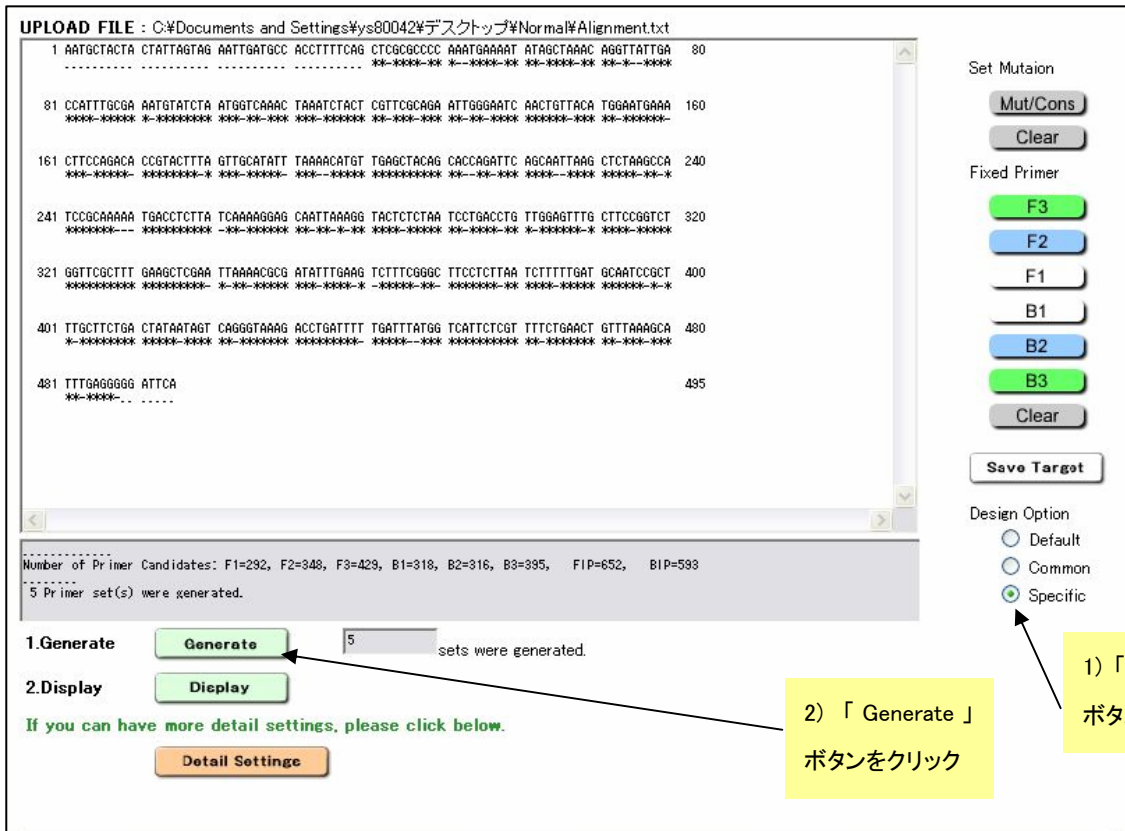 UPLOAD FILE : C:¥Documents and Settings¥ys80042¥デスクトップ¥Normal¥Alignment.txt
1 AATGCTACTA CTATTAGTAG AATTGATGCC ACCTTTTCAG CTCGCGCCCC AAATGAAAAT ATAGCTAAAC AGGTTATTGA 80
.......... .......... .......... .......... **-****-** *--****-** **-****-** **-*--****
81 CCATTTGCGA AATGTATCTA ATGGTCAAAC TAAATCTACT CGTTCGCAGA ATTGGGAATC AACTGTTACA TGGAATGAAA 160
****-***** *-******** ***-**-*** ***-**-*** ***-**-*** **-**-**** ******-*** **-******-
161 CTTCCAGACA CCGTACTTTA GTTGCATATT TAAAACATGT TGAGCTACAG CACCAGATTC AGCAATTAAG CTCTAAGCCA 240
***-*****- ********-* ***-*****- ***--***** ********** **--**-*** ****--**** *****-**-*
241 TCCGCAAAAA TGACCTCTTA TCAAAAGGAG CAATTAAAGG TACTCTCTAA TCCTGACCTG TTGGAGTTTG CTTCCGGTCT 320
*******--- ********** -**-****** **-**-*-** ****-***** **-****-** *-******-* ****-*****
321 GGTTCGCTTT GAAGCTCGAA TTAAAACGCG ATATTTGAAG TCTTTCGGGC TTCCTCTTAA TCTTTTTGAT GCAATCCGCT 400
********** *********- *-**-***** ***-****-* -*****-**- *******-** ****-***** ******-*-*
401 TTGCTTCTGA CTATAATAGT CAGGGTAAAG ACCTGATTTT TGATTTATGG TCATTCTCGT TTTCTGAACT GTTTAAAGCA 480
*-******** *****-**** **-******* *********- *****--*** ********** **-******* **-***-***
481 TTTGAGGGGG ATTCA 495
**-****-.. .....
Set Mutaion
Mut/Cons
Clear
Fixed Primer
F3
F2
F1
B1
B2
B3
Clear
Save Target
Design Option
Default
Common
Specific
.............
Number of Primer Candidates: F1=292, F2=348, F3=429, B1=318, B2=316, B3=395, FIP=652, BIP=593
........
5 Primer set(s) were generated.
1.Generate Generate 5 sets were generated.
2.Display Display
If you can have more detail settings, please click below.
Detail Settings
2) 「 Generate 」
ボタンをクリック
1) 「
ボタ